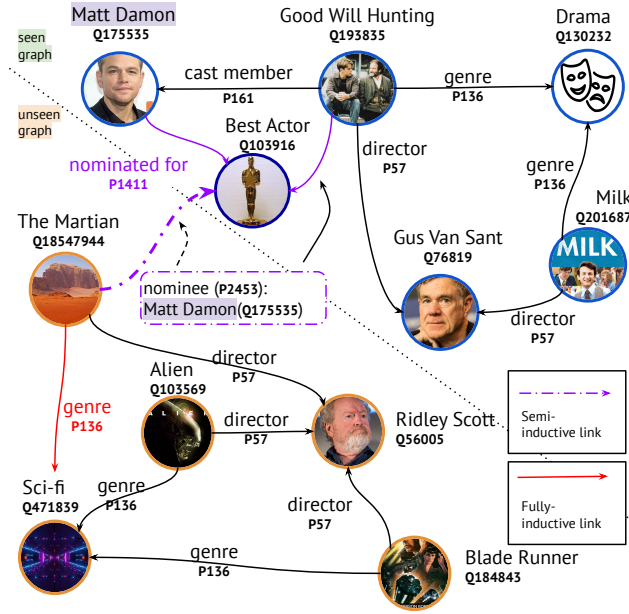 Matt Damon
Q175535
Good Will Hunting
Q193835
Drama
Q130232
seen
graph
cast member
P161
genre
P136
unseen
graph
Best Actor
Q103916
nominated for
P1411
director
P57
genre
P136
Milk
Q201687
MILK
The Martian
Q18547944
Gus Van Sant
Q76819
nominee (P2453):
Matt Damon(Q175535)
director
P57
director
P57
Alien
Q103569
A L I E N
director
P57
Ridley Scott
Q56005
genre
P136
Semi-
inductive link
Sci-fi
Q471839
genre
P136
director
P57
Fully-
inductive link
genre
P136
Blade Runner
Q184843